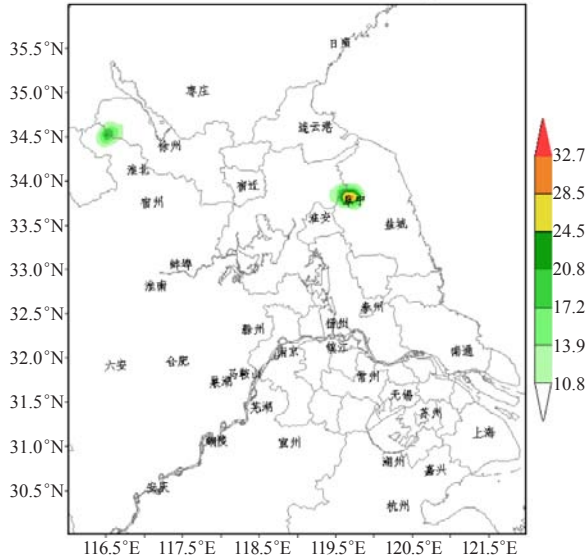 35.5°N
35.0°N
34.5°N
34.0°N
33.5°N
33.0°N
32.5°N
32.0°N
31.5°N
31.0°N
30.5°N
日照
枣庄
连云港
徐州
淮北
宿迁
宿州
阜宁
淮安
盐城
蚌埠
淮南
泰州
滁州
扬州
南京
镇江
南通
六安
合肥
巢湖
马鞍山
常州
无锡
芜湖
苏州
上海
铜陵
宣州
湖州
嘉兴
安庆
杭州
116.5°E
117.5°E
118.5°E
119.5°E
120.5°E
121.5°E
32.7
28.5
24.5
20.8
17.2
13.9
10.8